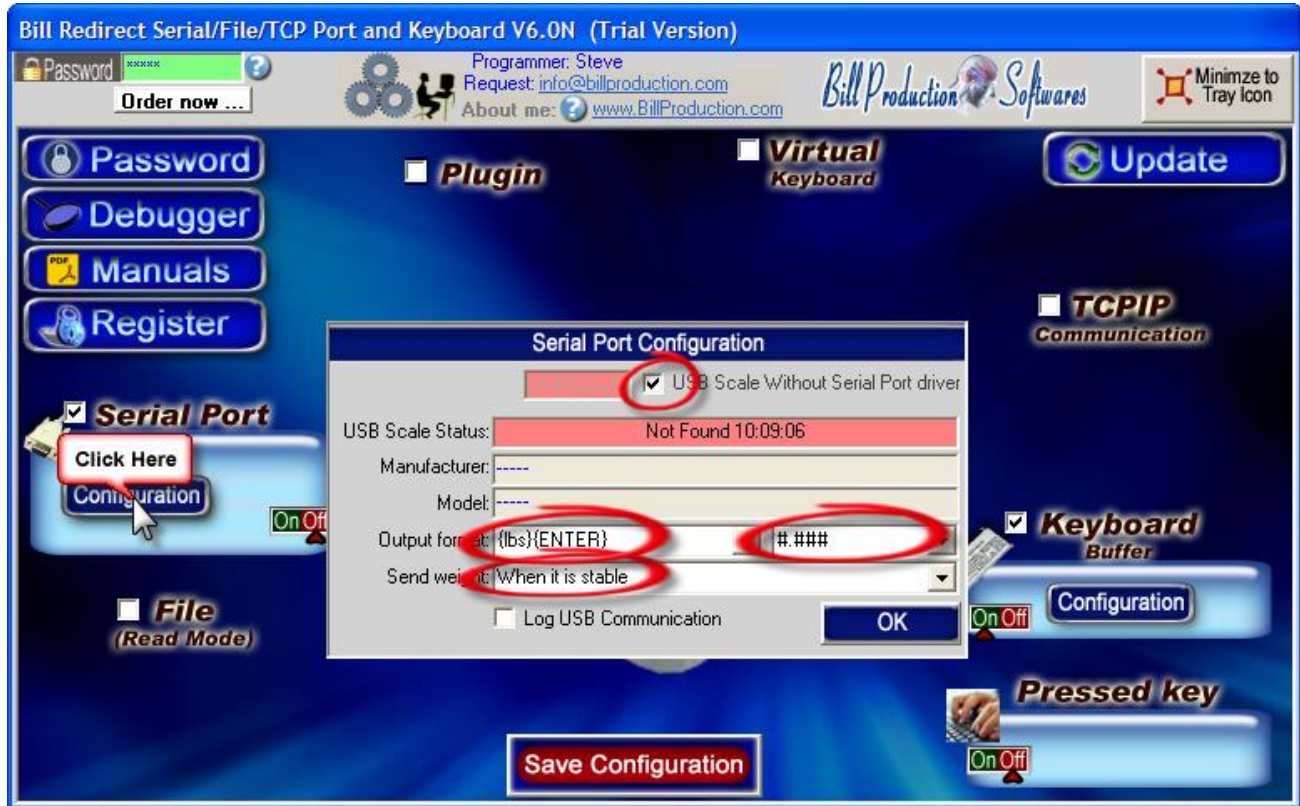 Bill Redirect Serial/File/TCP Port and Keyboard V6.0N (Trial Version)
Password ***** ?
Order now ...
Programmer: Steve
Request: info@billproduction.com
About me: ? www.BillProduction.com
Bill Production Softwares
Minimze to
Tray Icon
Password
Debugger
PDF Manuals
Register
Plugin
Virtual
Keyboard
Update
TCPIP
Communication
Serial Port
Click Here
Configuration
On Off
File
(Read Mode)
Serial Port Configuration
USB Scale Without Serial Port driver
USB Scale Status: Not Found 10:09:06
Manufacturer: -----
Model: -----
Output format: {lbs}{ENTER} #.###
Send weight: When it is stable
Log USB Communication
OK
Keyboard
Buffer
Configuration
On Off
Pressed key
On Off
Save Configuration